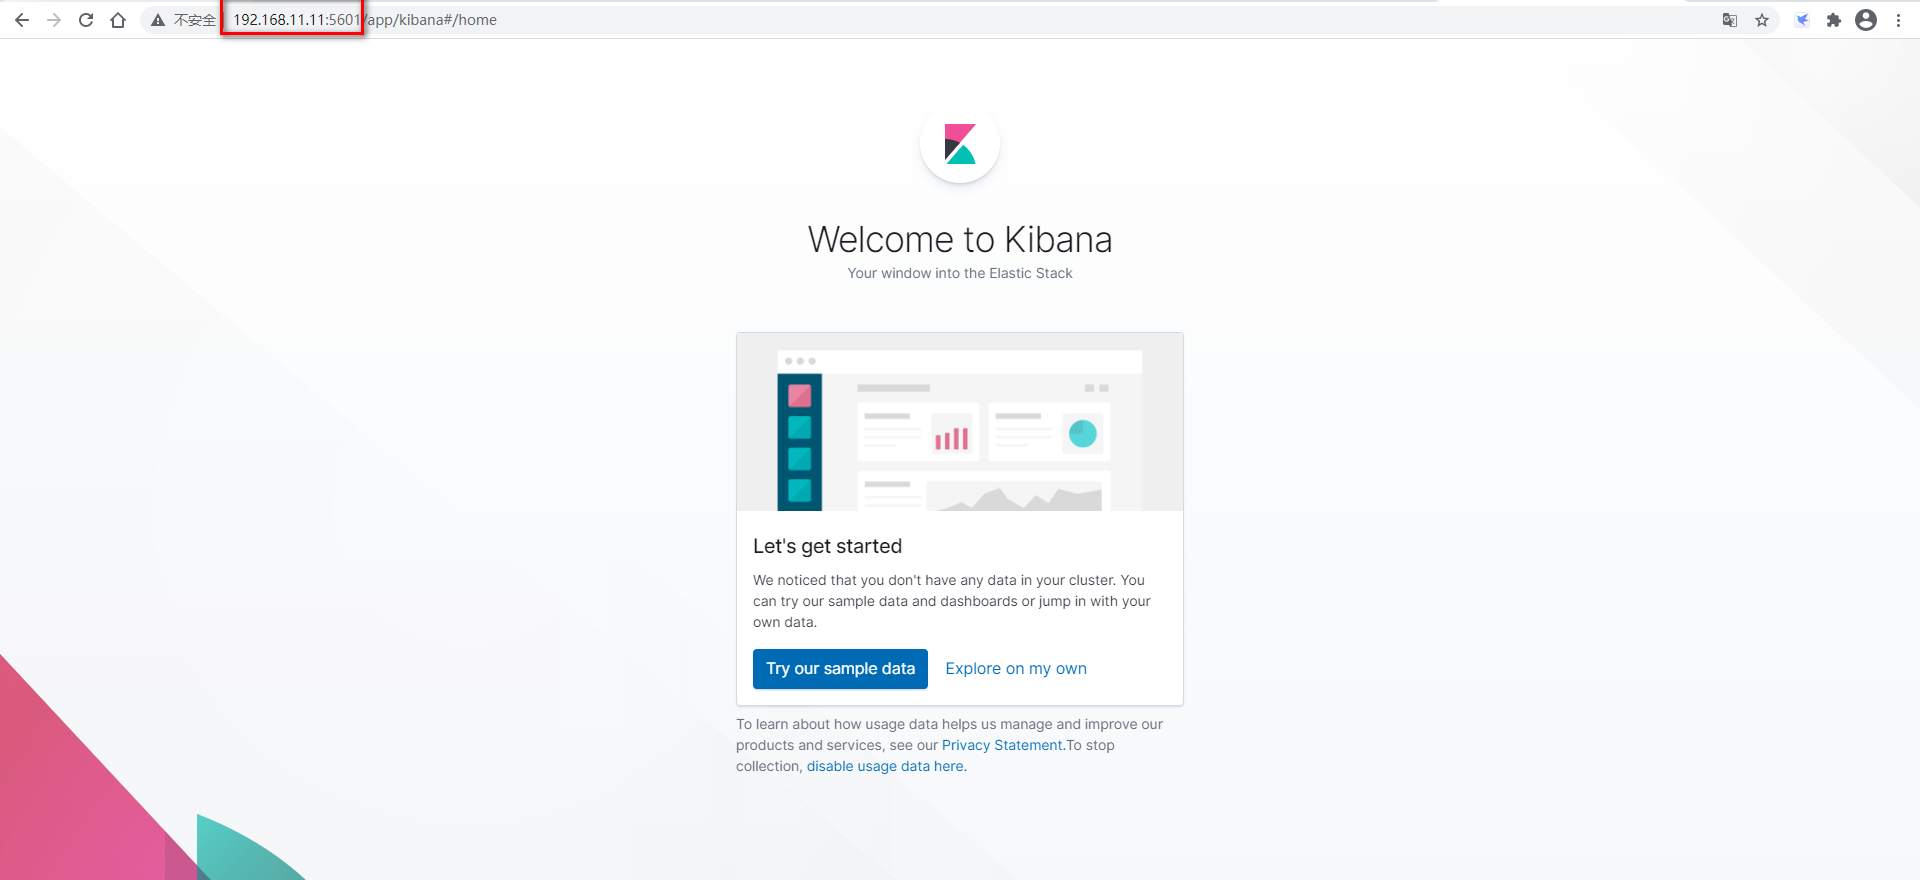 不安全 192.168.11.11:5601/app/kibana#/home
Welcome to Kibana
Your window into the Elastic Stack
Let's get started
We noticed that you don't have any data in your cluster. You
can try our sample data and dashboards or jump in with your
own data.
Try our sample data Explore on my own
To learn about how usage data helps us manage and improve our
products and services, see our Privacy Statement.To stop
collection, disable usage data here.